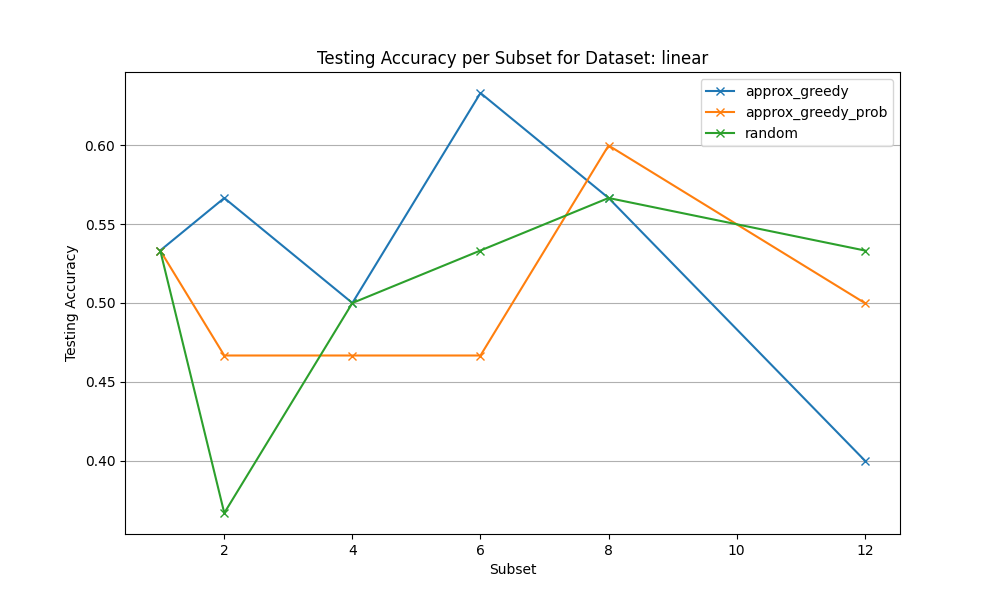 Testing Accuracy per Subset for Dataset: linear
approx_greedy
approx_greedy_prob
random
0.60
0.55
0.50
0.45
0.40
Testing Accuracy
2 4 6 8 10 12
Subset